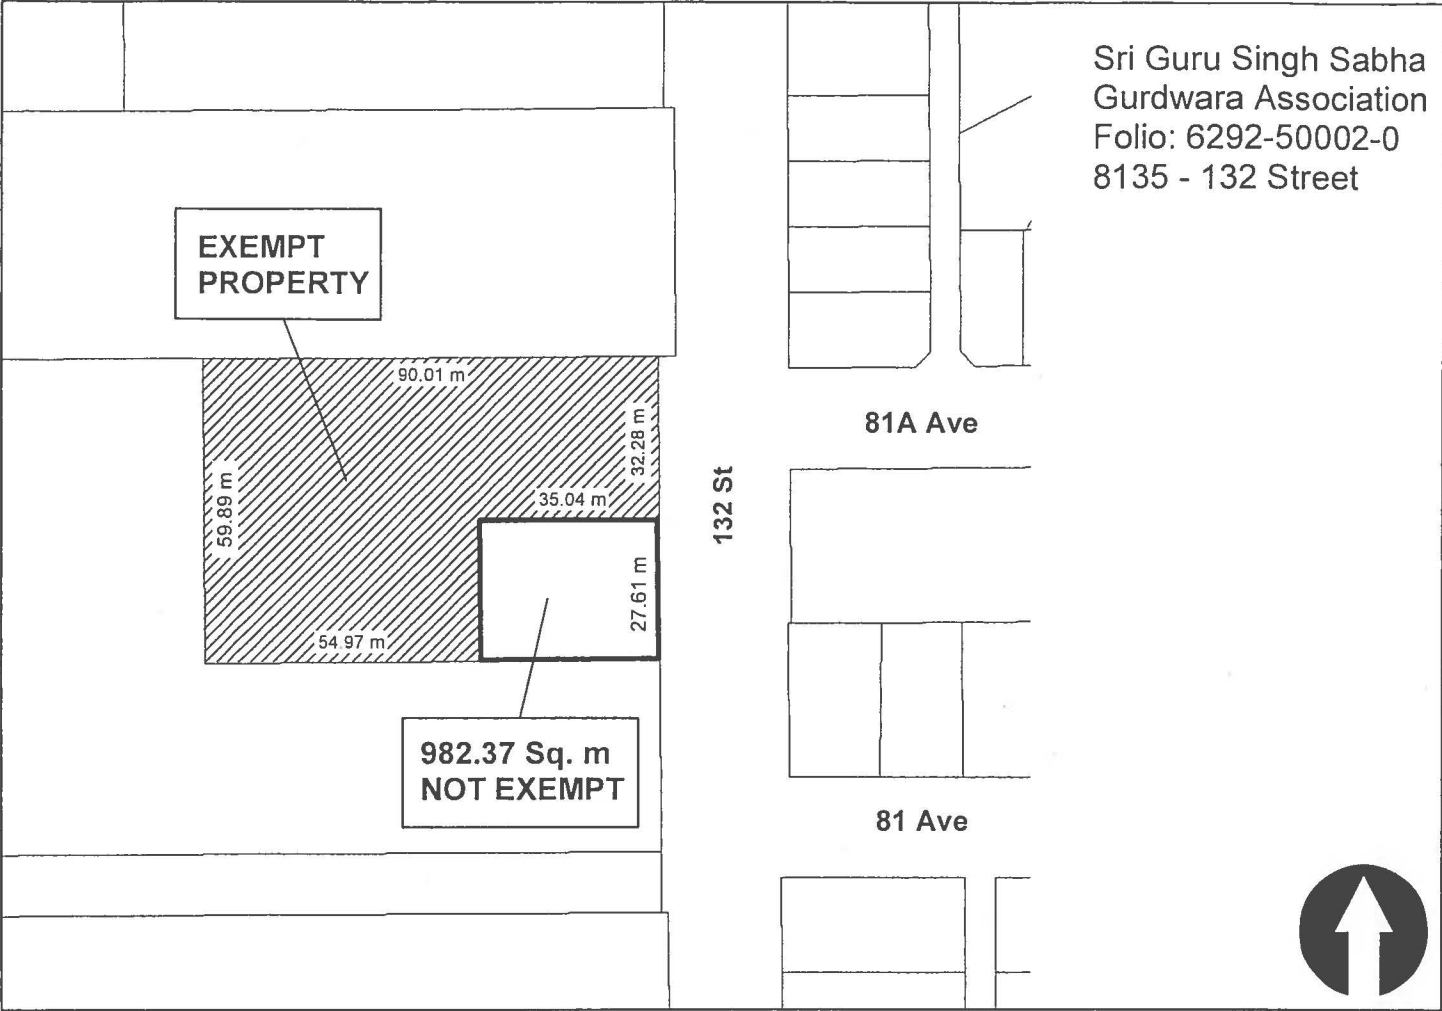 Sri Guru Singh Sabha
Gurdwara Association
Folio: 6292-50002-0
8135 - 132 Street
EXEMPT
PROPERTY
90.01 m
32.28 m
59.89 m
35.04 m
27.61 m
54.97 m
982.37 Sq. m
NOT EXEMPT
132 St
81A Ave
81 Ave